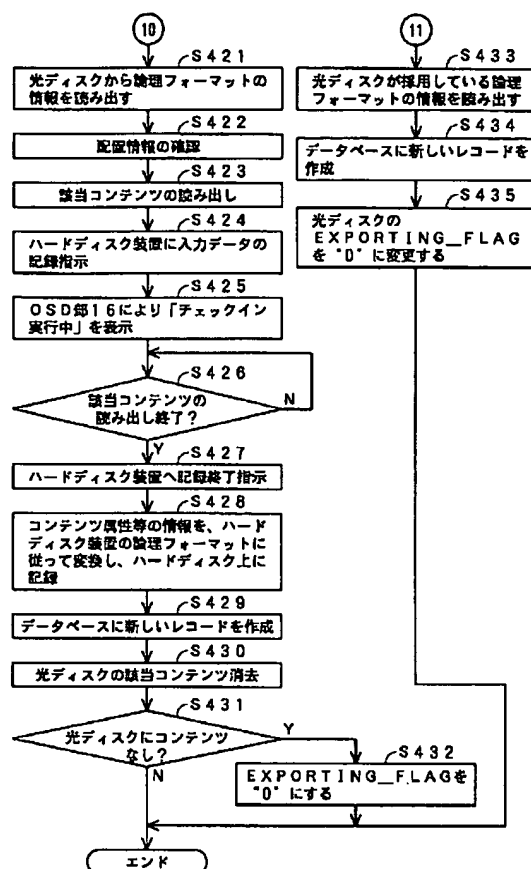 10
S421
光ディスクから論理フォーマットの
情報を読み出す
S422
配置情報の確認
S423
該当コンテンツの読み出し
S424
ハードディスク装置に入力データの
記録指示
S425
OSD部16により「チェックイン
実行中」を表示
S426
該当コンテンツの
読み出し終了?
N
Y
S427
ハードディスク装置へ記録終了指示
S428
コンテンツ属性等の情報を、ハード
ディスク装置の論理フォーマットに
従って変換し、ハードディスク上に
記録
S429
データベースに新しいレコードを作成
S430
光ディスクの該当コンテンツ消去
S431
光ディスクにコンテンツ
なし?
Y
N
S432
EXPORTING_FLAGを
"0"にする
エンド
11
S433
光ディスクが採用している論理
フォーマットの情報を読み出す
S434
データベースに新しいレコードを
作成
S435
光ディスクの
EXPORTING_FLAG
を"0"に変更する